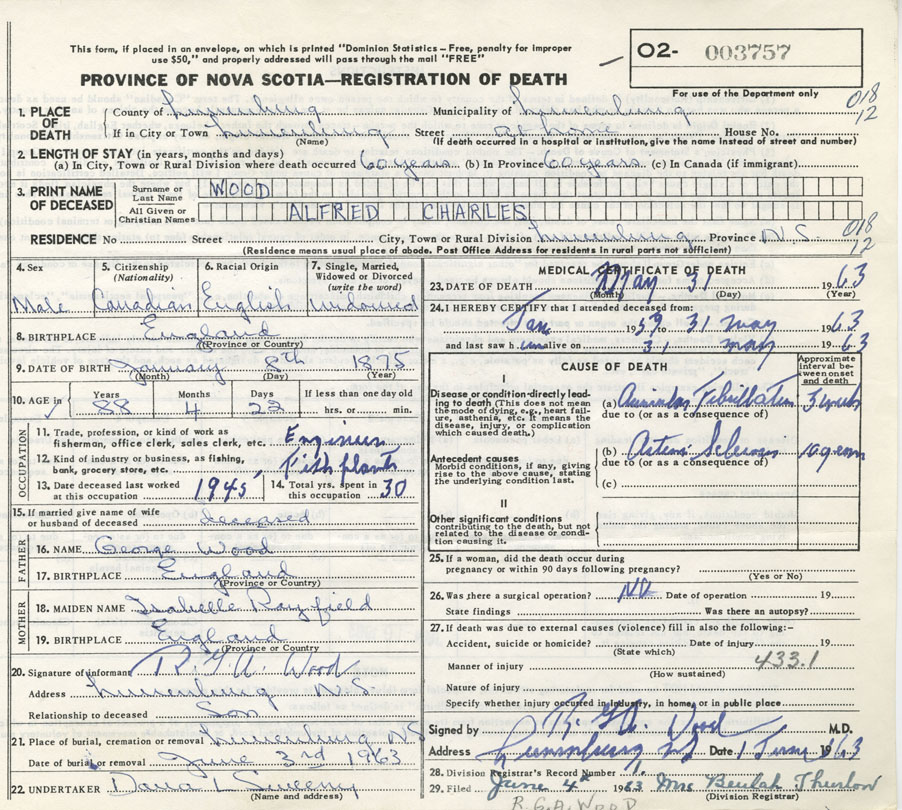 This form, if placed in an envelope, on which is printed "Dominion Statistics – Free, penalty for improper
use $50," and properly addressed will pass through the mail "FREE"
PROVINCE OF NOVA SCOTIA—REGISTRATION OF DEATH
O2- 003757
For use of the Department only
018
12
1. PLACE OF DEATH
County of Lunenburg Municipality of Lunenburg
If in City or Town Lunenburg Street at home House No.
(Name) (If death occurred in a hospital or institution, give the name instead of street and number)
2. LENGTH OF STAY (in years, months and days)
(a) In City, Town or Rural Division where death occurred 60 years (b) In Province 60 years (c) In Canada (if immigrant)
3. PRINT NAME OF DECEASED
Surname or Last Name WOOD
All Given or Christian Names ALFRED CHARLES
018
12
RESIDENCE No Street City, Town or Rural Division Lunenburg Province N.S.
(Residence means usual place of abode. Post Office Address for residents in rural parts not sufficient)
4. Sex Male
5. Citizenship (Nationality) Canadian
6. Racial Origin English
7. Single, Married, Widowed or Divorced (write the word) Widowed
8. BIRTHPLACE England
(Province or Country)
9. DATE OF BIRTH January 8th 1875
(Month) (Day) (Year)
10. AGE in Years 88 Months 4 Days 22 If less than one day old
hrs. or min.
OCCUPATION
11. Trade, profession, or kind of work as
fisherman, office clerk, sales clerk, etc. Engineer
12. Kind of industry or business, as fishing,
bank, grocery store, etc. Fish plants
13. Date deceased last worked at this occupation 1945
14. Total yrs. spent in this occupation 30
15. If married give name of wife
or husband of deceased deceased
FATHER
16. NAME George Wood
17. BIRTHPLACE England
(Province or Country)
MOTHER
18. MAIDEN NAME Isabelle Rayfield
19. BIRTHPLACE England
(Province or Country)
20. Signature of informant R. G. A. Wood
Address Lunenburg N.S.
Relationship to deceased Son
21. Place of burial, cremation or removal Lunenburg N.S
Date of burial or removal June 3rd 1963
22. UNDERTAKER
(Name and address)
MEDICAL CERTIFICATE OF DEATH
23. DATE OF DEATH May 31 1963
(Month) (Day) (Year)
24. I HEREBY CERTIFY that I attended deceased from:
Jan 1959 to 31 May 1963
and last saw h im alive on 31 May 1963
CAUSE OF DEATH
Approximate interval between onset and death
I
Disease or condition directly leading
to death (This does not mean
the mode of dying, e.g., heart failure,
asthenia, etc. It means the
disease, injury, or complication
which caused death.)
(a) Fibrillation 3 weeks
due to (or as a consequence of)
Antecedent causes
Morbid conditions, if any, giving
rise to the above cause, stating
the underlying condition last.
(b) Sclerosis 10 years
due to (or as a consequence of)
(c)
II
Other significant conditions
contributing to the death, but not
related to the disease or condition
causing it.
25. If a woman, did the death occur during
pregnancy or within 90 days following pregnancy?
(Yes or No)
26. Was there a surgical operation? NO Date of operation 19
State findings Was there an autopsy?
27. If death was due to external causes (violence) fill in also the following:-
Accident, suicide or homicide? Date of injury 19
(State which)
Manner of injury 433.1
(How sustained)
Nature of injury
Specify whether injury occurred in industry, in home, or in public place
Signed by R. G. A. Wood M.D.
Address Lunenburg NS Date 1 June 1963
28. Division Registrar's Record Number
29. Filed June 4th 1963 Mrs Beulah Thurlow
(Division Registrar)
R.G.A. WOOD